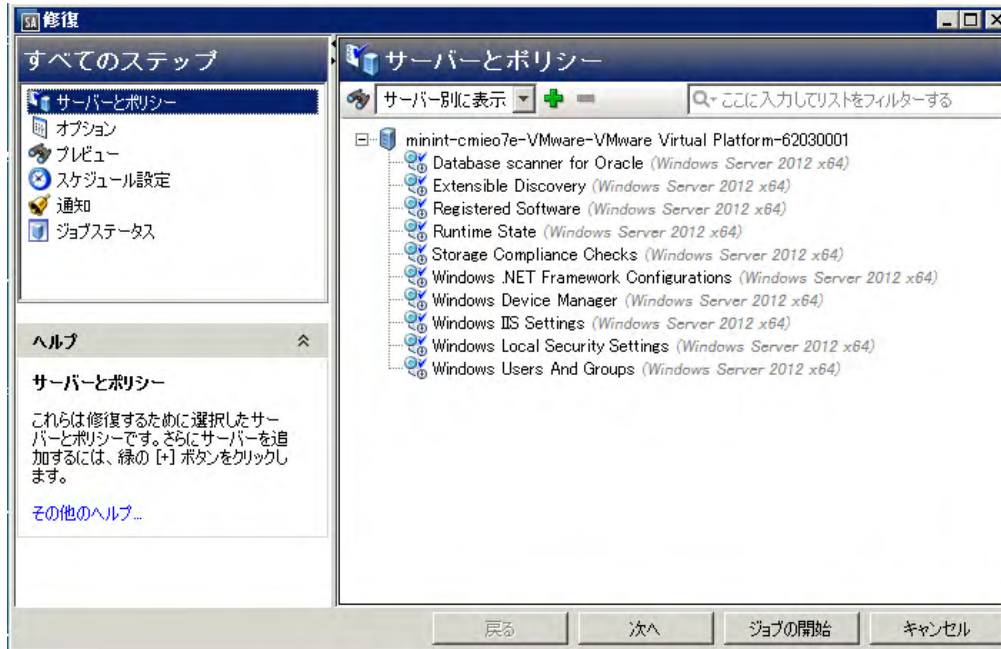 SA 修復
すべてのステップ
サーバーとポリシー
オプション
プレビュー
スケジュール設定
通知
ジョブステータス
ヘルプ
サーバーとポリシー
これらは修復するために選択したサー
バーとポリシーです。さらにサーバーを追
加するには、緑の [+] ボタンをクリックし
ます。
その他のヘルプ...
サーバーとポリシー
サーバー別に表示
ここに入力してリストをフィルターする
minint-cmieo7e-VMware-VMware Virtual Platform-62030001
Database scanner for Oracle (Windows Server 2012 x64)
Extensible Discovery (Windows Server 2012 x64)
Registered Software (Windows Server 2012 x64)
Runtime State (Windows Server 2012 x64)
Storage Compliance Checks (Windows Server 2012 x64)
Windows .NET Framework Configurations (Windows Server 2012 x64)
Windows Device Manager (Windows Server 2012 x64)
Windows IIS Settings (Windows Server 2012 x64)
Windows Local Security Settings (Windows Server 2012 x64)
Windows Users And Groups (Windows Server 2012 x64)
戻る
次へ
ジョブの開始
キャンセル